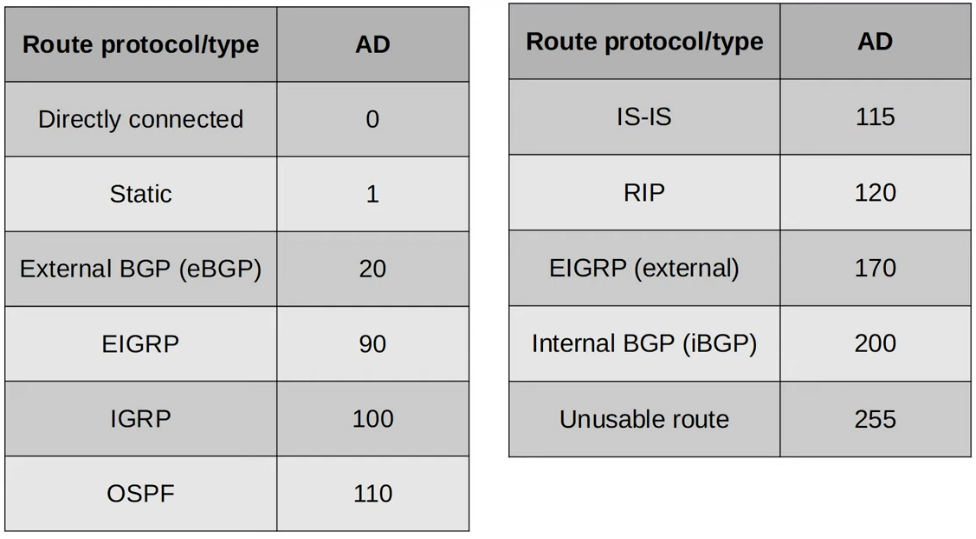 Route protocol/type AD
Directly connected 0
Static 1
External BGP (eBGP) 20
EIGRP 90
IGRP 100
OSPF 110
Route protocol/type AD
IS-IS 115
RIP 120
EIGRP (external) 170
Internal BGP (iBGP) 200
Unusable route 255